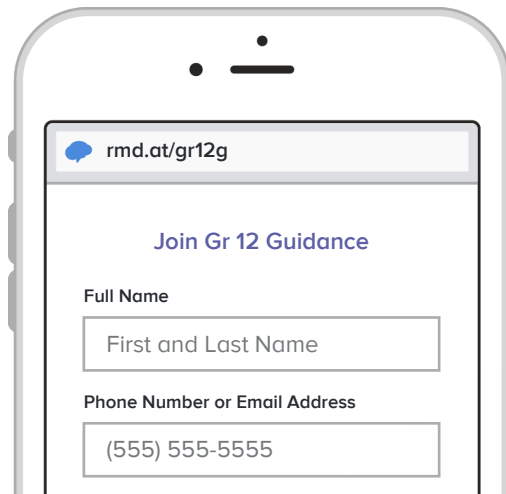 rmd.at/gr12g
Join Gr 12 Guidance
Full Name
First and Last Name
Phone Number or Email Address
(555) 555-5555